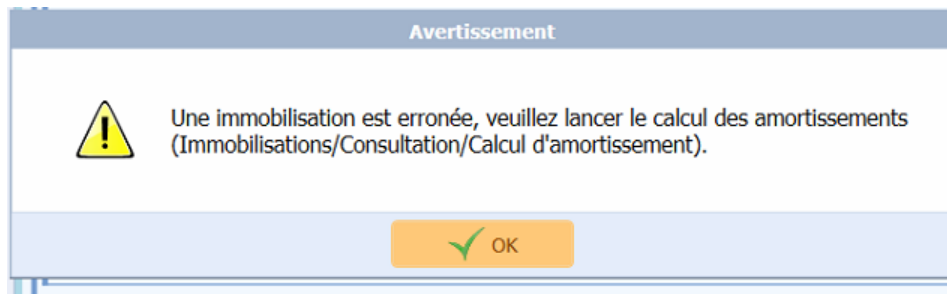 Avertissement
Une immobilisation est erronée, veuillez lancer le calcul des amortissements
(Immobilisations/Consultation/Calcul d'amortissement).
OK